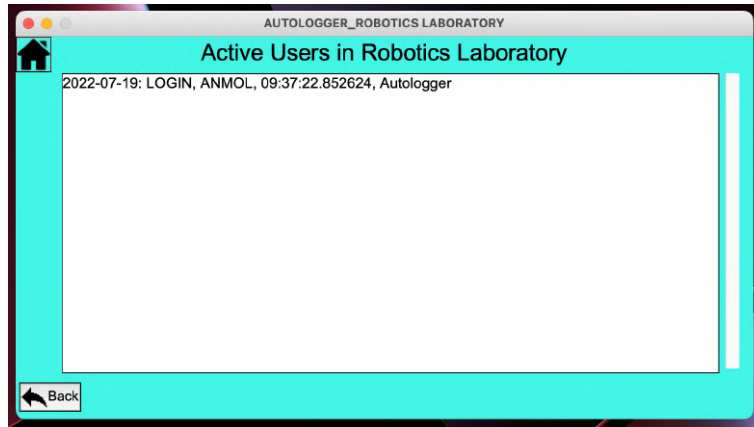 AUTOLOGGER_ROBOTICS LABORATORY
Active Users in Robotics Laboratory
2022-07-19: LOGIN, ANMOL, 09:37:22.852624, Autologger
Back